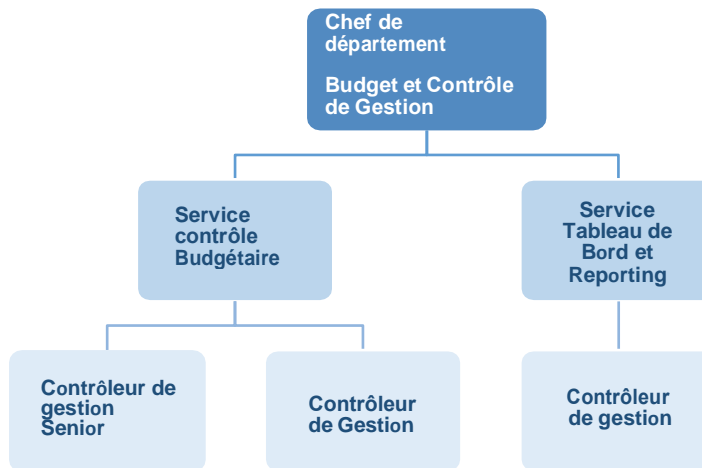 Chef de
département
Budget et Contrôle
de Gestion
Service
contrôle
Budgétaire
Service
Tableau de
Bord et
Reporting
Contrôleur de
gestion
Senior
Contrôleur
de Gestion
Contrôleur
de gestion